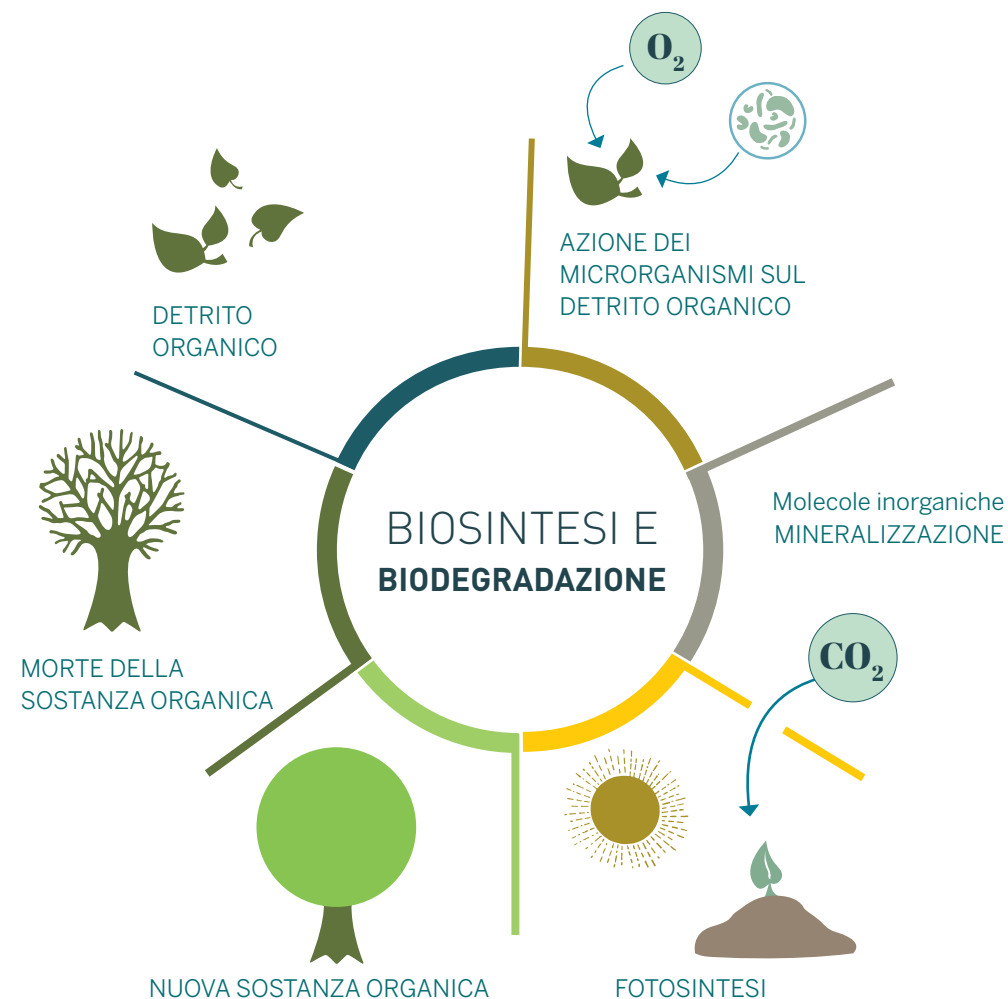 O₂
AZIONE DEI
MICRORGANISMI SUL
DETRITO ORGANICO
DETRITO
ORGANICO
Molecole inorganiche
MINERALIZZAZIONE
BIOSINTESI E
BIODEGRADAZIONE
CO₂
MORTE DELLA
SOSTANZA ORGANICA
NUOVA SOSTANZA ORGANICA
FOTOSINTESI